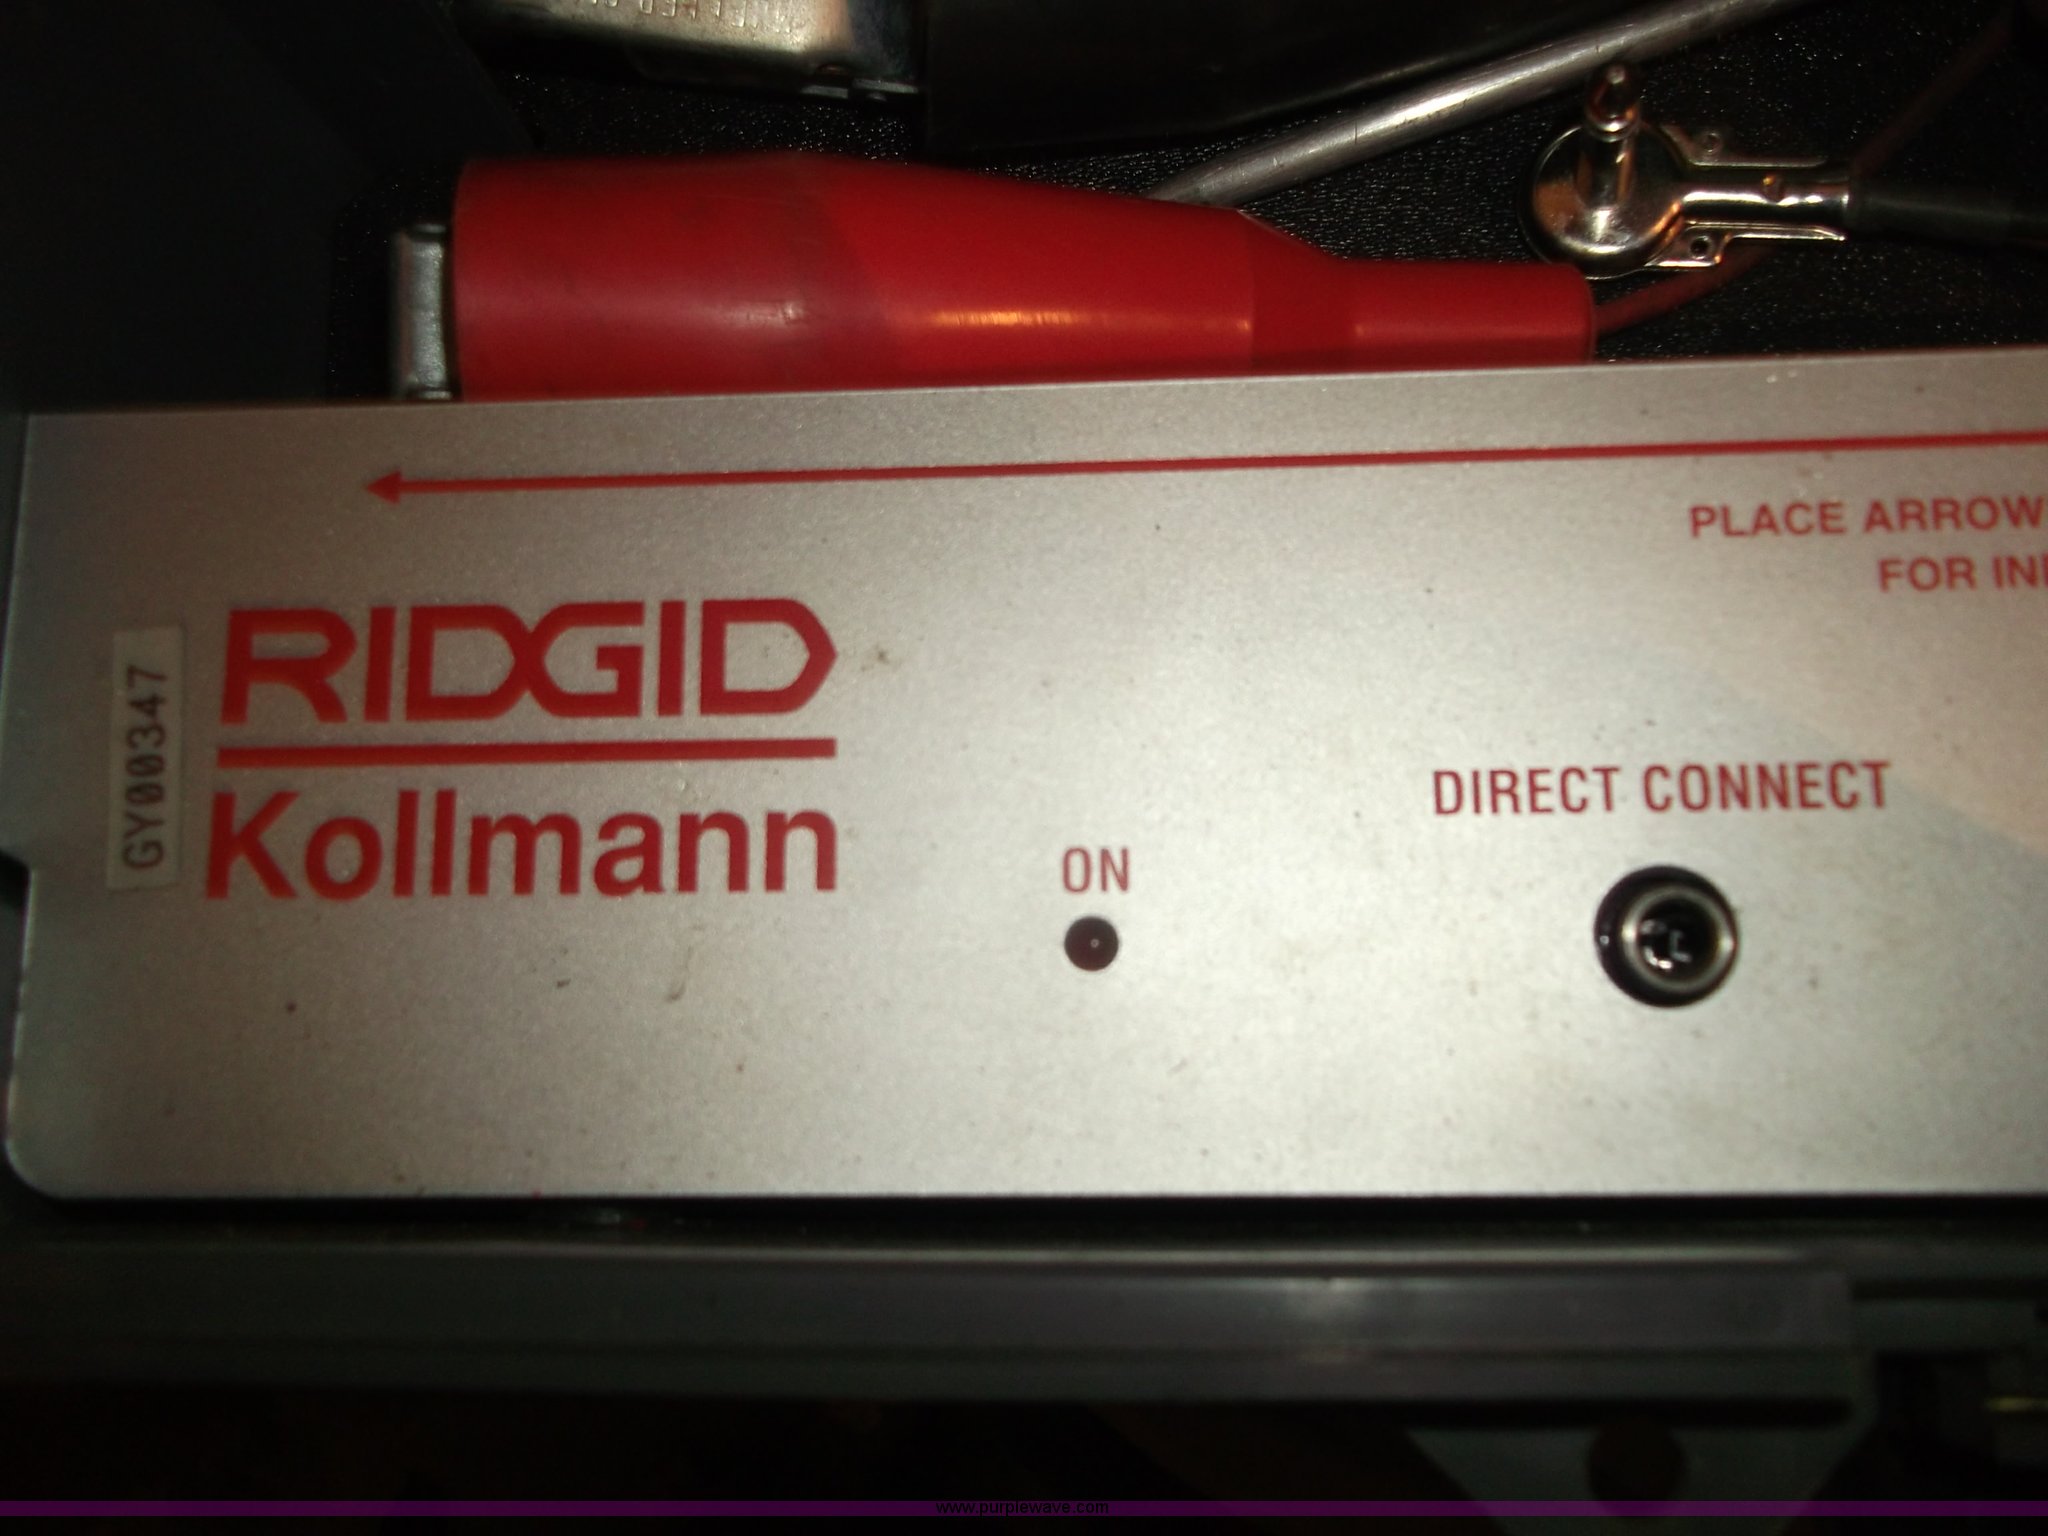 PLACE ARROW
FOR IN
RIDGID
Kollmann
GY00347
DIRECT CONNECT
ON
www.purplewave.com